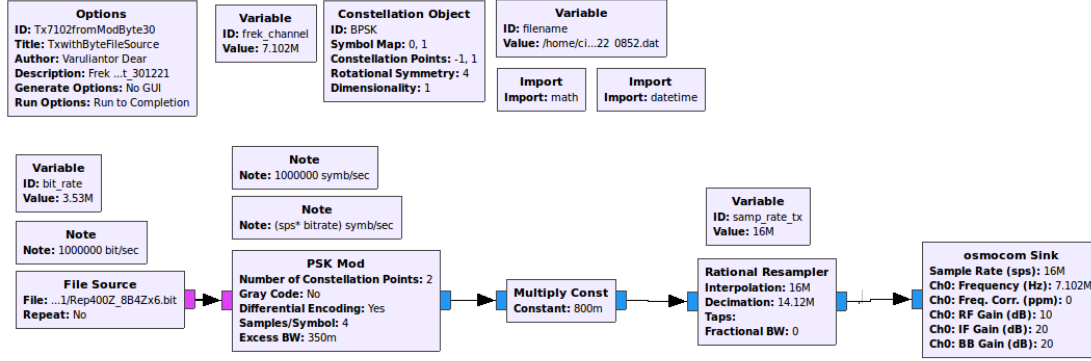 Options
ID: Tx7102fromModByte30
Title: TxwithByteFileSource
Author: Varuliantor Dear
Description: Frek ...t_301221
Generate Options: No GUI
Run Options: Run to Completion
Variable
ID: frek_channel
Value: 7.102M
Constellation Object
ID: BPSK
Symbol Map: 0, 1
Constellation Points: -1, 1
Rotational Symmetry: 4
Dimensionality: 1
Variable
ID: filename
Value: /home/ci...22 0852.dat
Import
Import: math
Import
Import: datetime
Variable
ID: bit_rate
Value: 3.53M
Note
Note: 1000000 bit/sec
Note
Note: 1000000 symb/sec
Note
Note: (sps* bitrate) symb/sec
Variable
ID: samp_rate_tx
Value: 16M
File Source
File: ...1/Rep400Z_8B4Zx6.bit
Repeat: No
PSK Mod
Number of Constellation Points: 2
Gray Code: No
Differential Encoding: Yes
Samples/Symbol: 4
Excess BW: 350m
Multiply Const
Constant: 800m
Rational Resampler
Interpolation: 16M
Decimation: 14.12M
Taps:
Fractional BW: 0
osmocom Sink
Sample Rate (sps): 16M
Ch0: Frequency (Hz): 7.102M
Ch0: Freq. Corr. (ppm): 0
Ch0: RF Gain (dB): 10
Ch0: IF Gain (dB): 20
Ch0: BB Gain (dB): 20